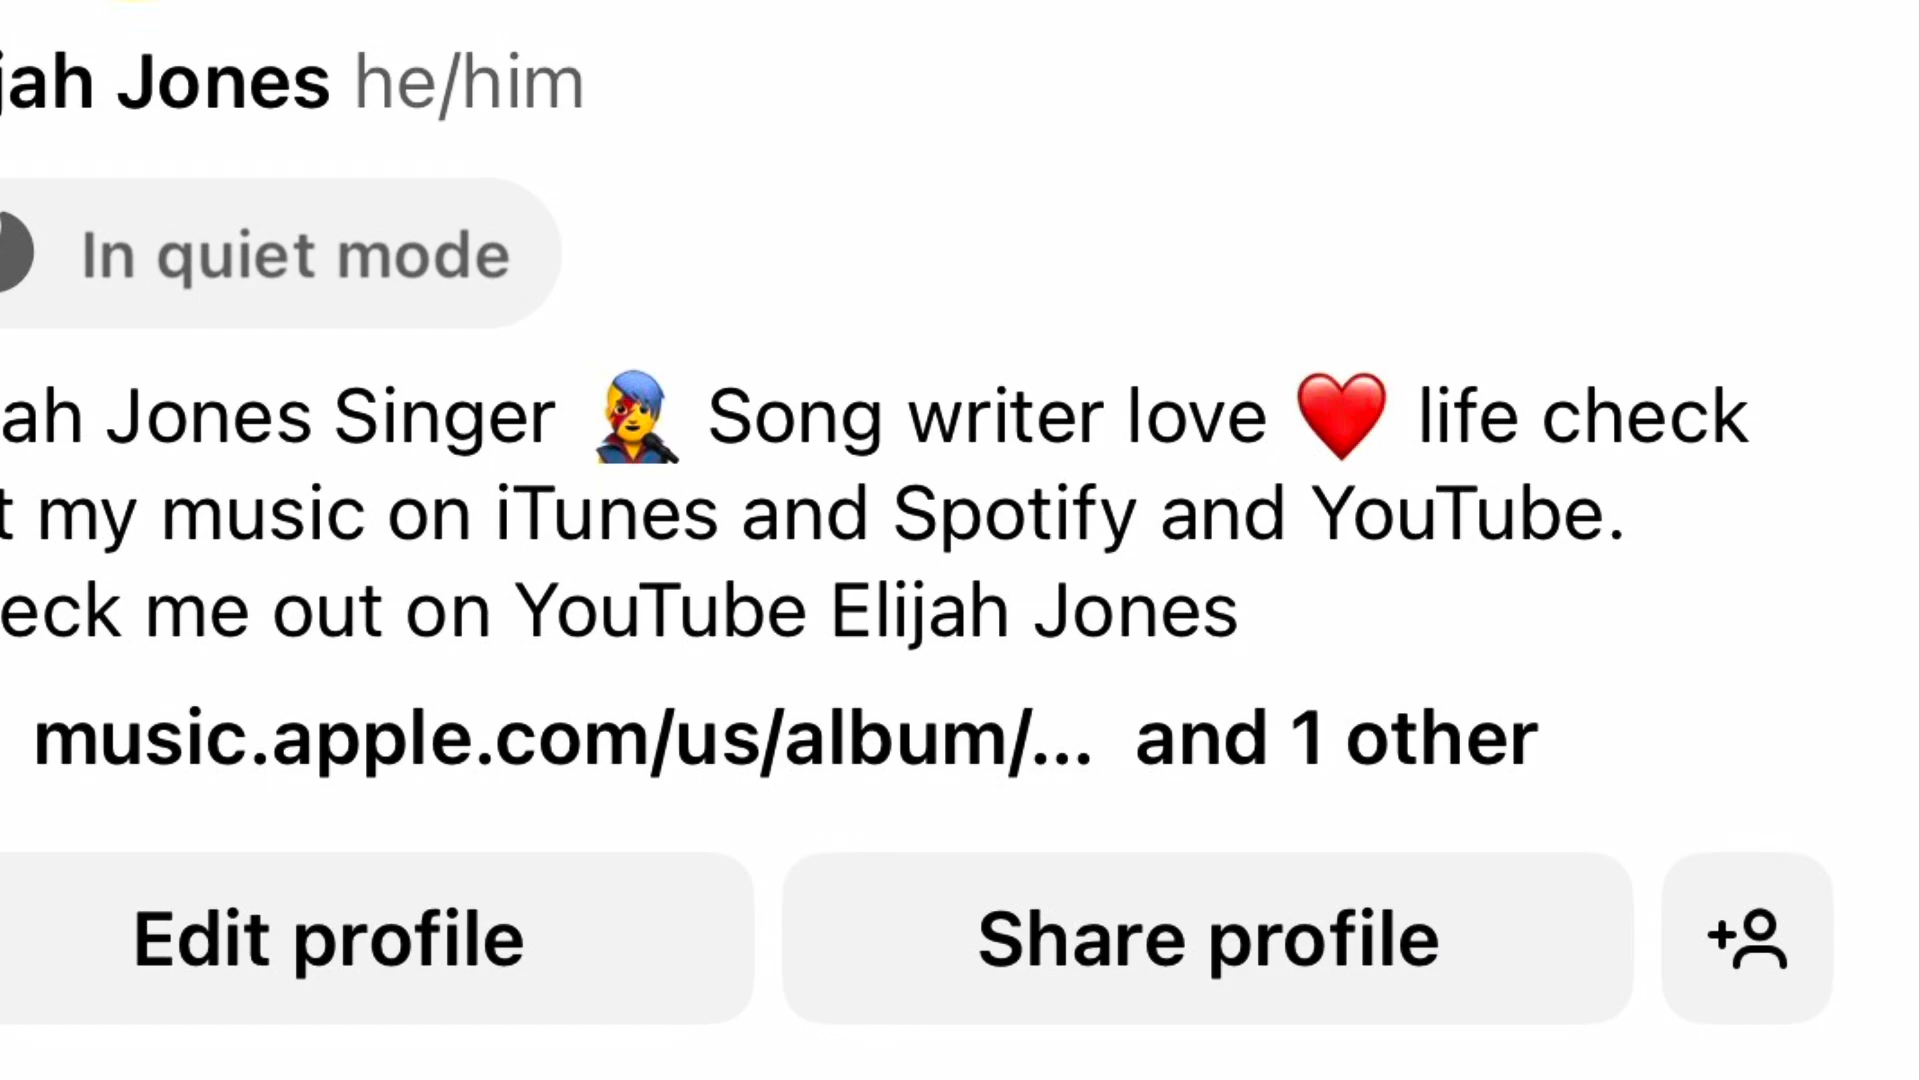 jah Jones he/him
In quiet mode
ah Jones Singer 👨‍🎤 Song writer love ❤️ life check
t my music on iTunes and Spotify and YouTube.
eck me out on YouTube Elijah Jones
music.apple.com/us/album/... and 1 other
Edit profile Share profile